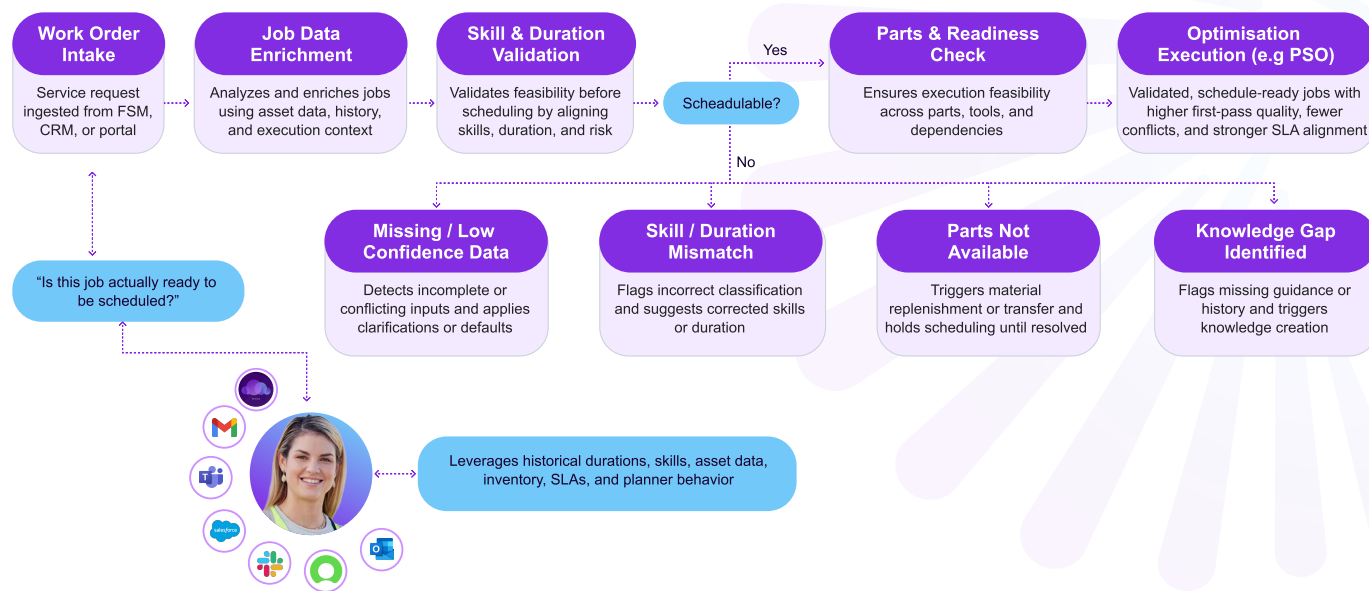 Work Order
Intake
Service request
ingested from FSM,
CRM, or portal
Job Data
Enrichment
Analyzes and enriches jobs
using asset data, history,
and execution context
Skill & Duration
Validation
Validates feasibility before
scheduling by aligning
skills, duration, and risk
Scheadulable?
Yes
No
Parts & Readiness
Check
Ensures execution feasibility
across parts, tools, and
dependencies
Optimisation
Execution (e.g PSO)
Validated, schedule-ready jobs with
higher first-pass quality, fewer
conflicts, and stronger SLA alignment
Missing / Low
Confidence Data
Detects incomplete or
conflicting inputs and applies
clarifications or defaults
Skill / Duration
Mismatch
Flags incorrect classification
and suggests corrected skills
or duration
Parts Not
Available
Triggers material
replenishment or transfer and
holds scheduling until resolved
Knowledge Gap
Identified
Flags missing guidance or
history and triggers
knowledge creation
“Is this job actually ready to
be scheduled?”
Leverages historical durations, skills, asset data,
inventory, SLAs, and planner behavior
T
salesforce
O